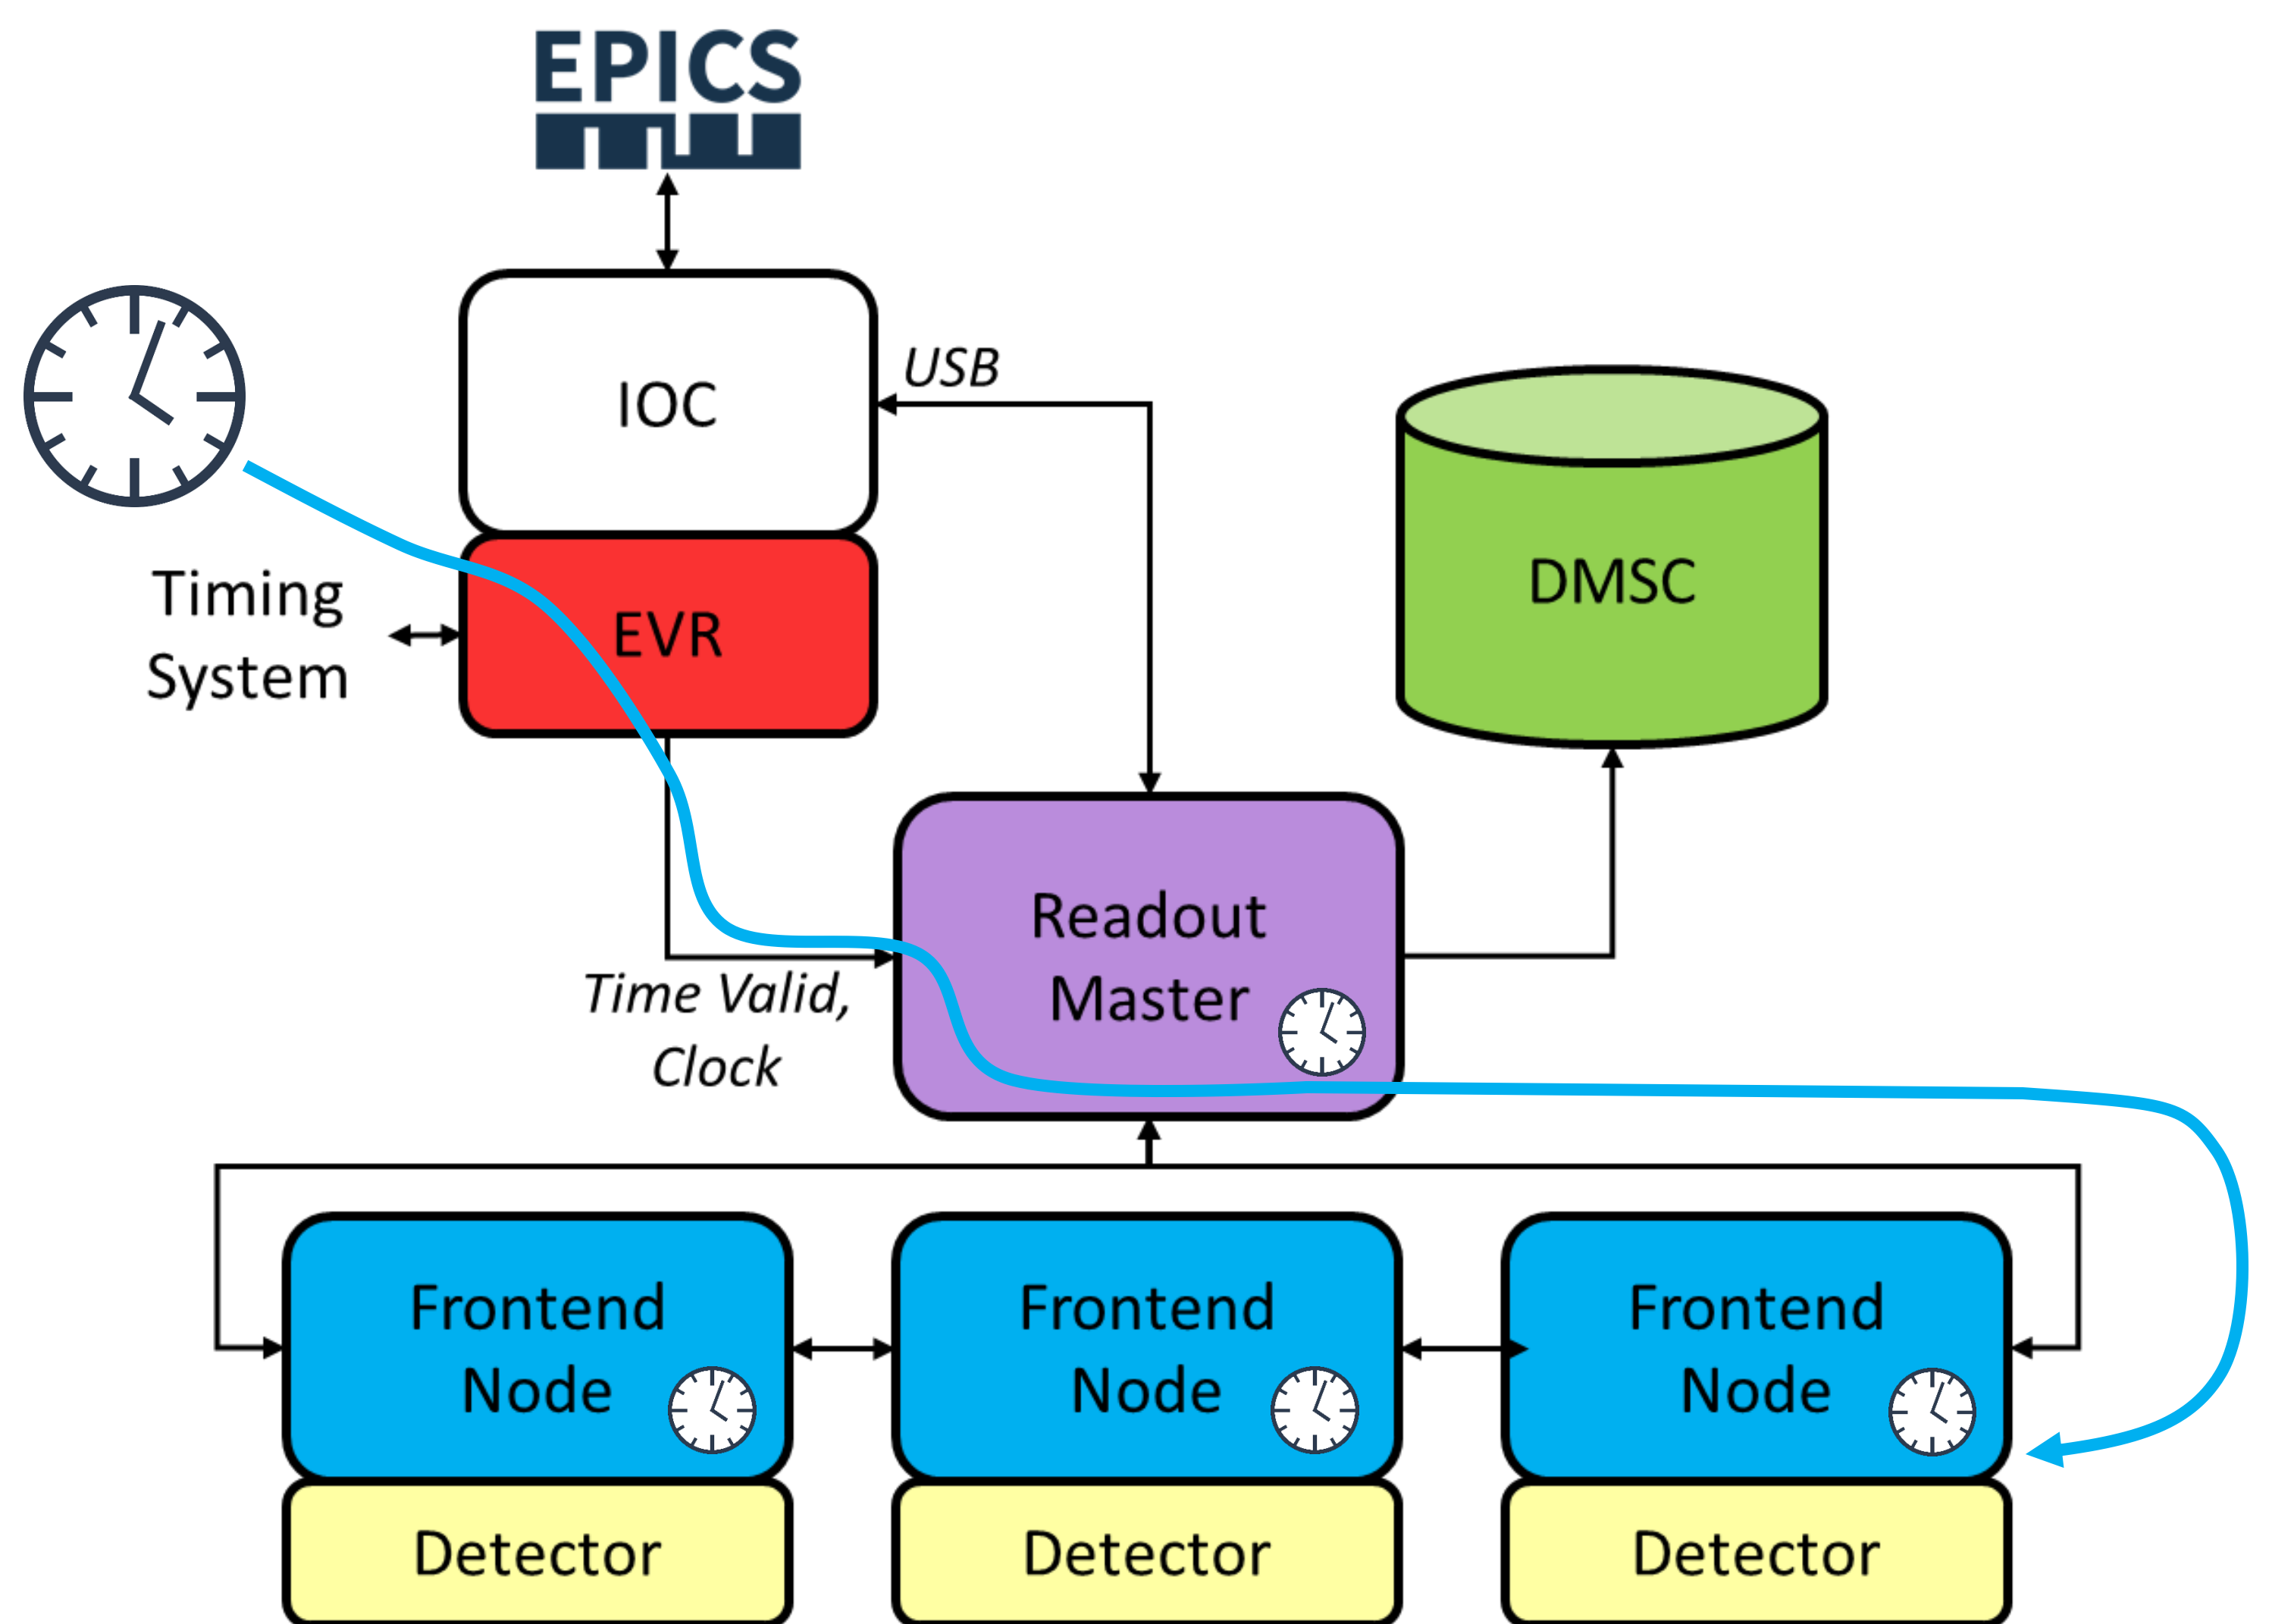 EPICS
IOC
USB
Timing
System
EVR
DMSC
Readout
Master
Time Valid,
Clock
Frontend
Node
Frontend
Node
Frontend
Node
Detector
Detector
Detector